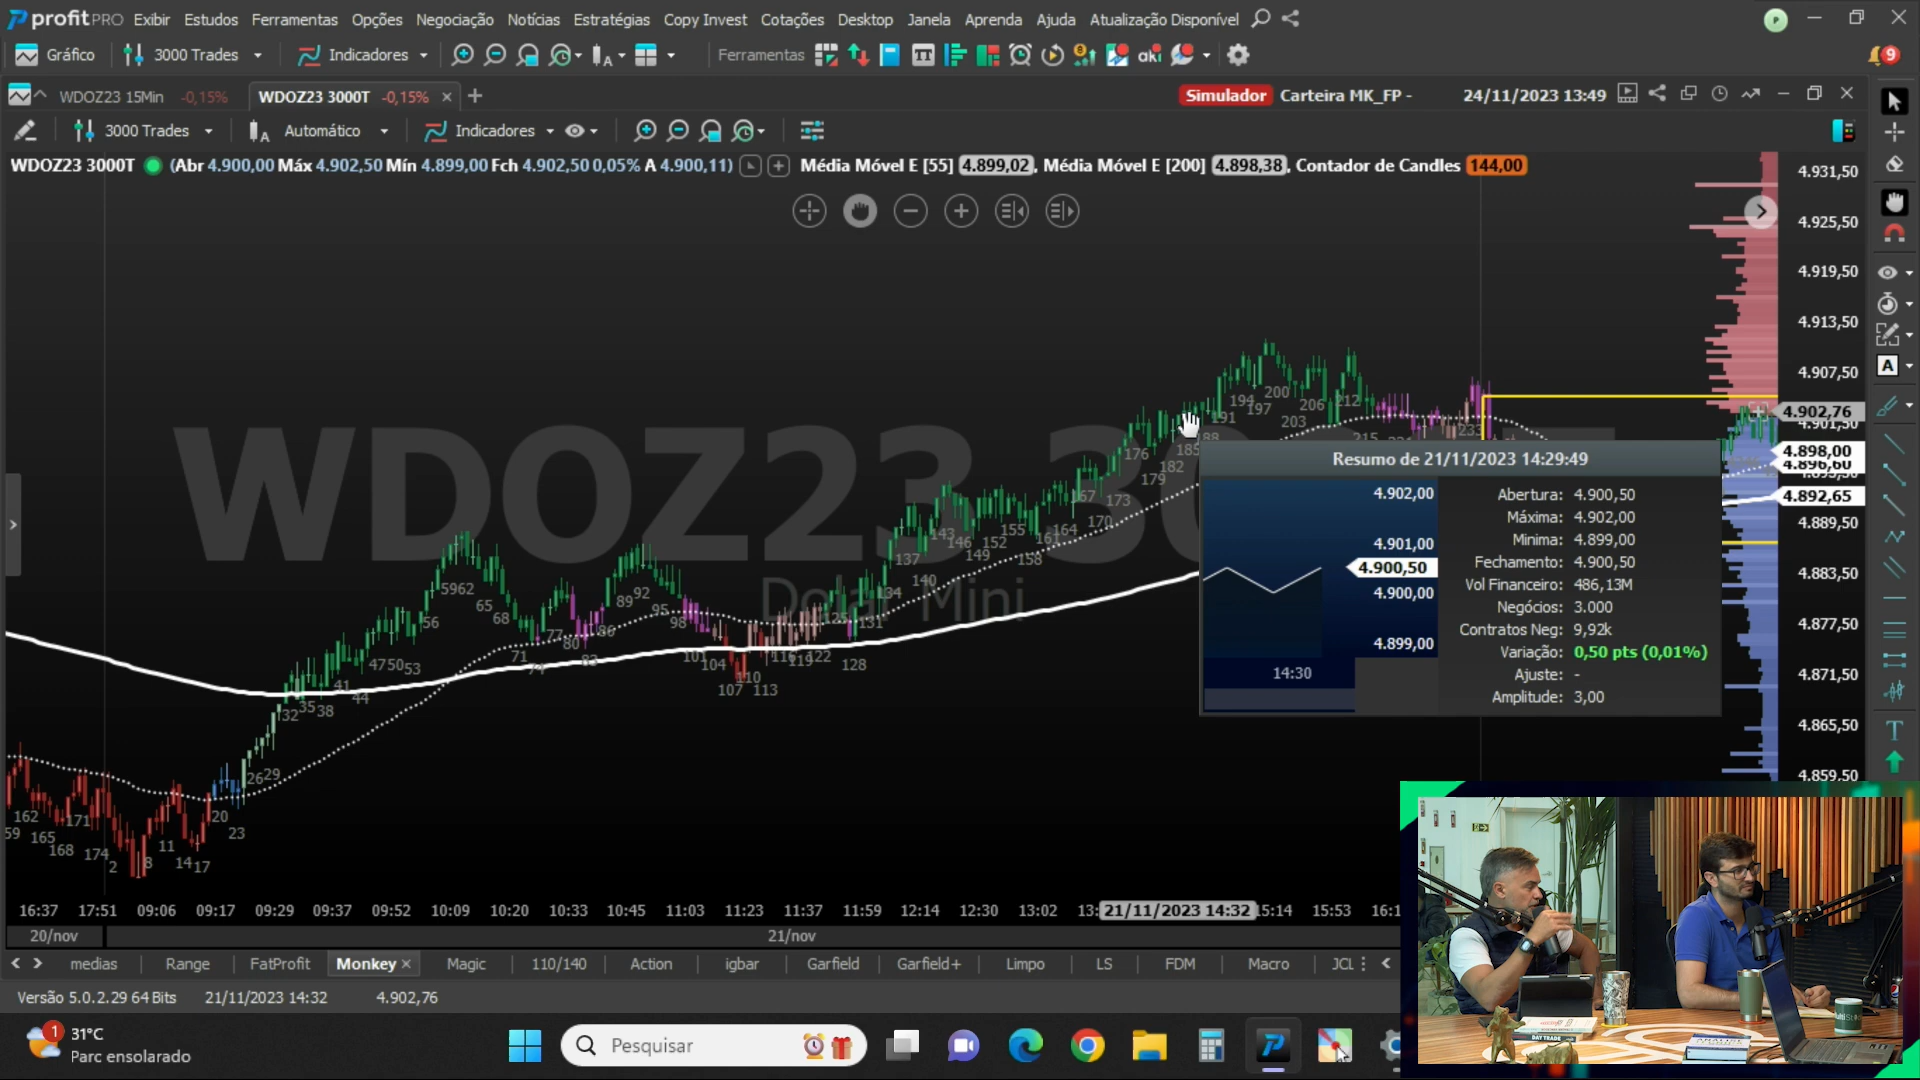 profitPRO Exibir Estudos Ferramentas Opções Negociação Notícias Estratégias Copy Invest Cotações Desktop Janela Aprenda Ajuda Atualização Disponível
Gráfico 3000 Trades Indicadores Ferramentas aki 9
WDOZ23 15Min -0,15% WDOZ23 3000T -0,15% Simulador Carteira MK_FP - 24/11/2023 13:49
3000 Trades Automático Indicadores
WDOZ23 3000T (Abr 4.900,00 Máx 4.902,50 Mín 4.899,00 Fch 4.902,50 0,05% A 4.900,11) Média Móvel E [55] 4.899,02, Média Móvel E [200] 4.898,38, Contador de Candles 144,00
4.931,50
4.925,50
4.919,50
4.913,50
4.907,50
4.902,76
4.898,00
4.892,65
4.889,50
4.883,50
4.877,50
4.871,50
4.865,50
4.859,50
WDOZ23 30
Dolar Mini
Resumo de 21/11/2023 14:29:49
4.902,00
4.901,00
4.900,50
4.900,00
4.899,00
14:30
Abertura: 4.900,50
Máxima: 4.902,00
Minima: 4.899,00
Fechamento: 4.900,50
Vol Financeiro: 486,13M
Negócios: 3.000
Contratos Neg: 9,92k
Variação: 0,50 pts (0,01%)
Ajuste: -
Amplitude: 3,00
16:37 17:51 09:06 09:17 09:29 09:37 09:52 10:09 10:20 10:33 10:45 11:03 11:23 11:37 11:59 12:14 12:30 13:02 21/11/2023 14:32 15:14 15:53
20/nov 21/nov
medias Range FatProfit Monkey Magic 110/140 Action igbar Garfield Garfield+ Limpo LS FDM Macro JCL
Versão 5.0.2.29 64 Bits 21/11/2023 14:32 4.902,76
1 31°C
Parc ensolarado
Pesquisar
DAY TRADE